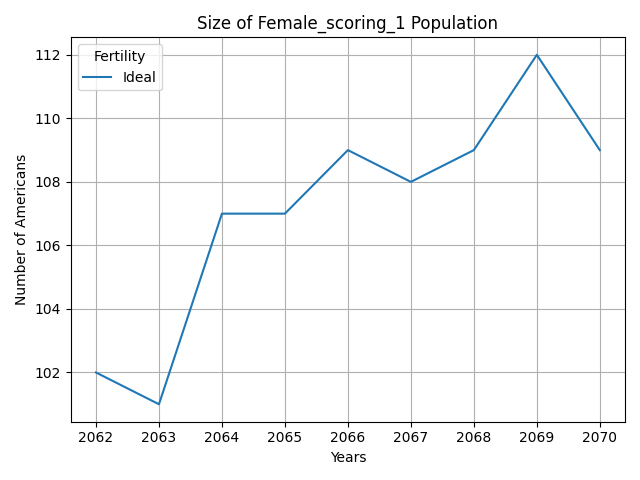 Size of Female_scoring_1 Population
Fertility
Ideal
Number of Americans
112
110
108
106
104
102
2062 2063 2064 2065 2066 2067 2068 2069 2070
Years